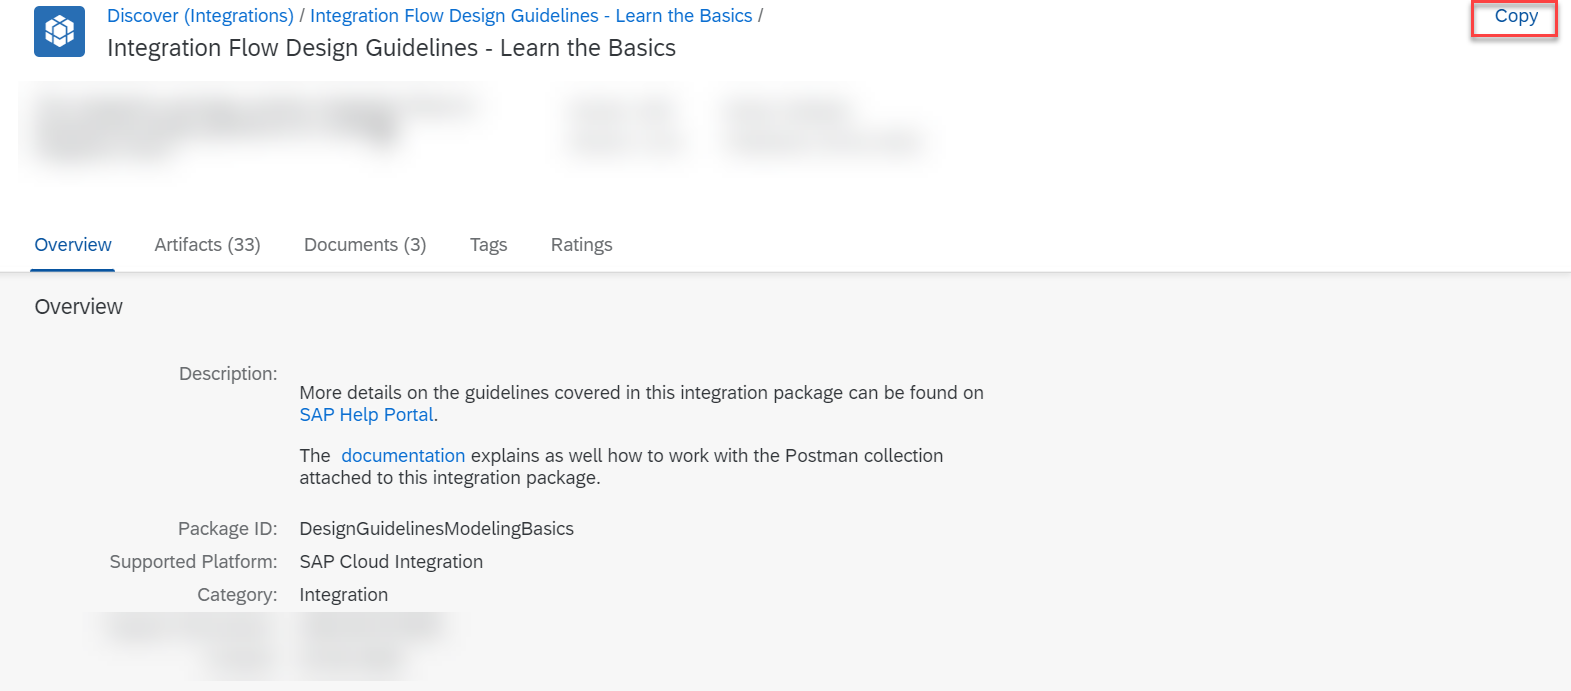 Discover (Integrations) / Integration Flow Design Guidelines - Learn the Basics /
Copy
Integration Flow Design Guidelines - Learn the Basics
Overview Artifacts (33) Documents (3) Tags Ratings
Overview
Description:
More details on the guidelines covered in this integration package can be found on
SAP Help Portal.
The documentation explains as well how to work with the Postman collection
attached to this integration package.
Package ID: DesignGuidelinesModelingBasics
Supported Platform: SAP Cloud Integration
Category: Integration